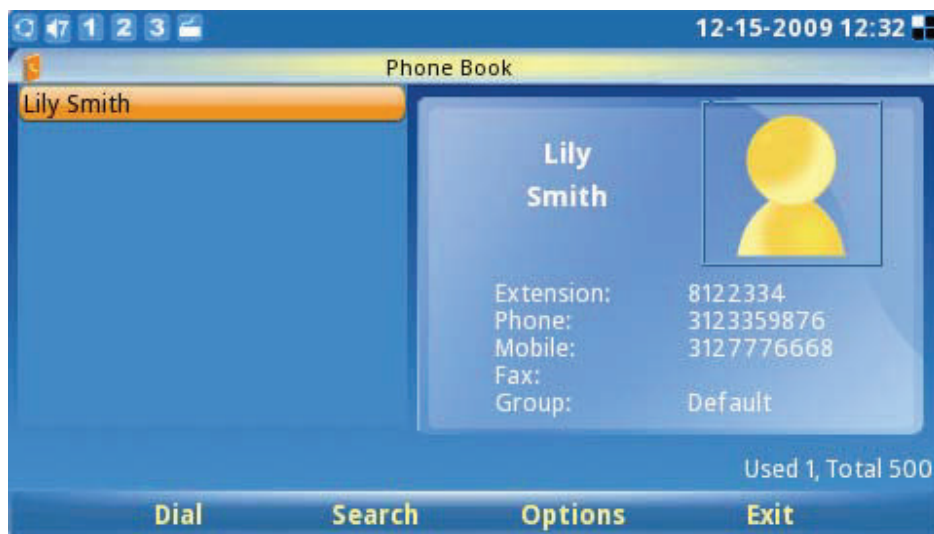 47 1 2 3 12-15-2009 12:32
Phone Book
Lily Smith
Lily
Smith
Extension: 8122334
Phone: 3123359876
Mobile: 3127776668
Fax:
Group: Default
Used 1, Total 500
Dial Search Options Exit